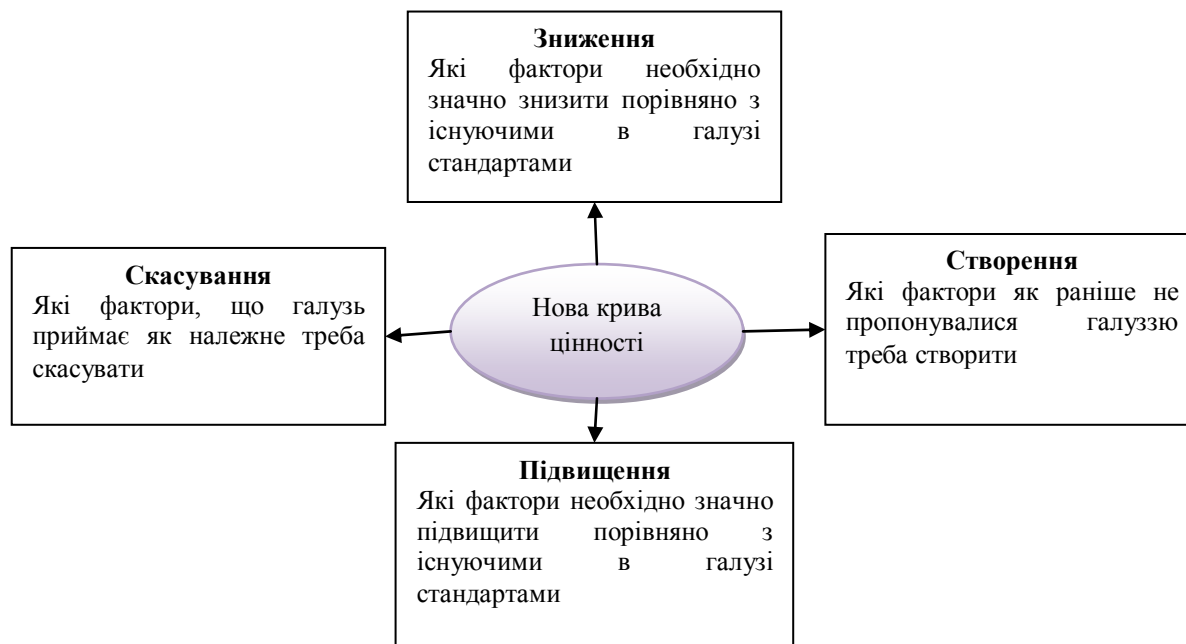 Зниження
Які фактори необхідно
значно знизити порівняно з
існуючими в галузі
стандартами
Скасування
Які фактори, що галузь
приймає як належне треба
скасувати
Нова крива
цінності
Створення
Які фактори як раніше не
пропонувалися галуззю
треба створити
Підвищення
Які фактори необхідно значно
підвищити порівняно з
існуючими в галузі
стандартами